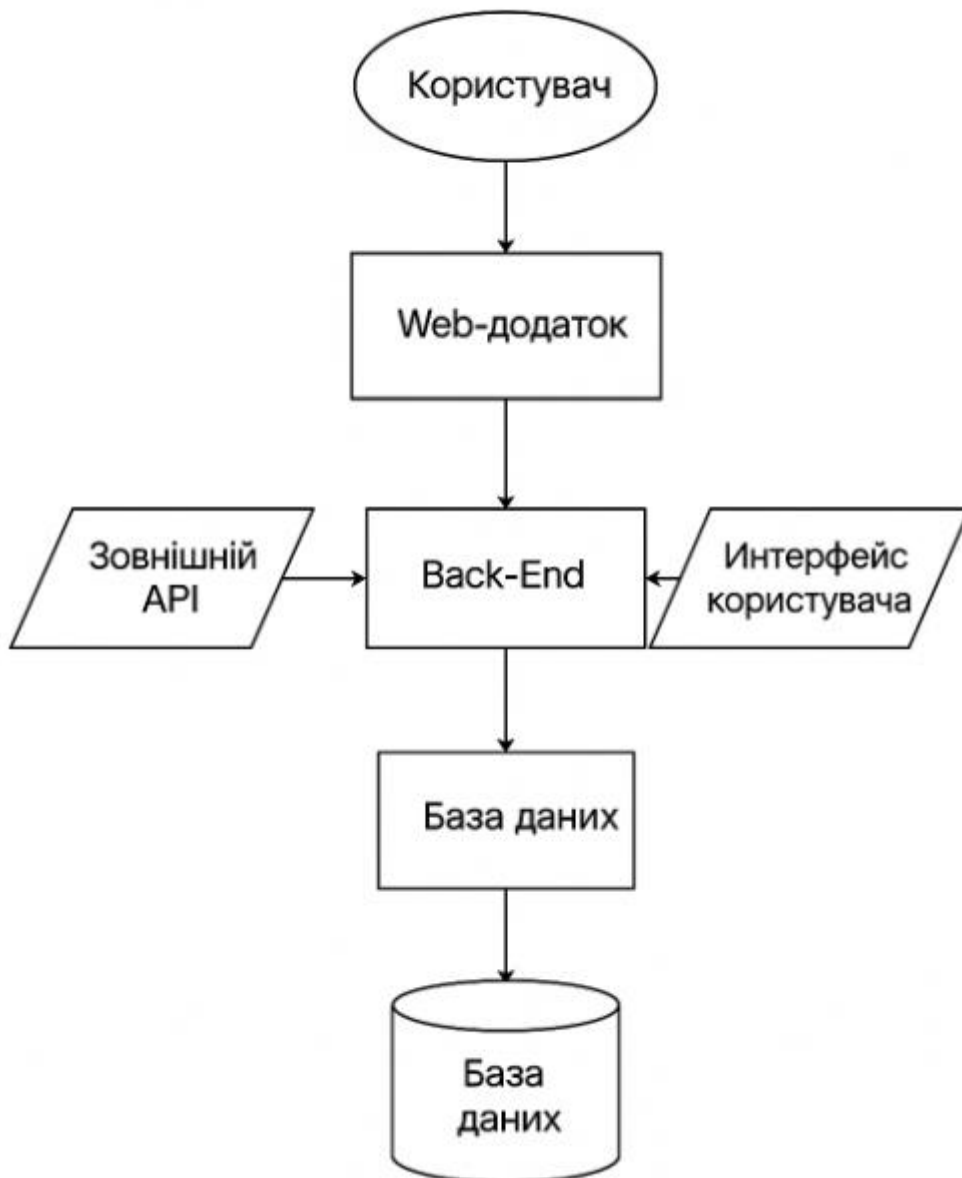 Користувач
Web-додаток
Зовнішній
API
Back-End
Интерфейс
користувача
База даних
База
даних